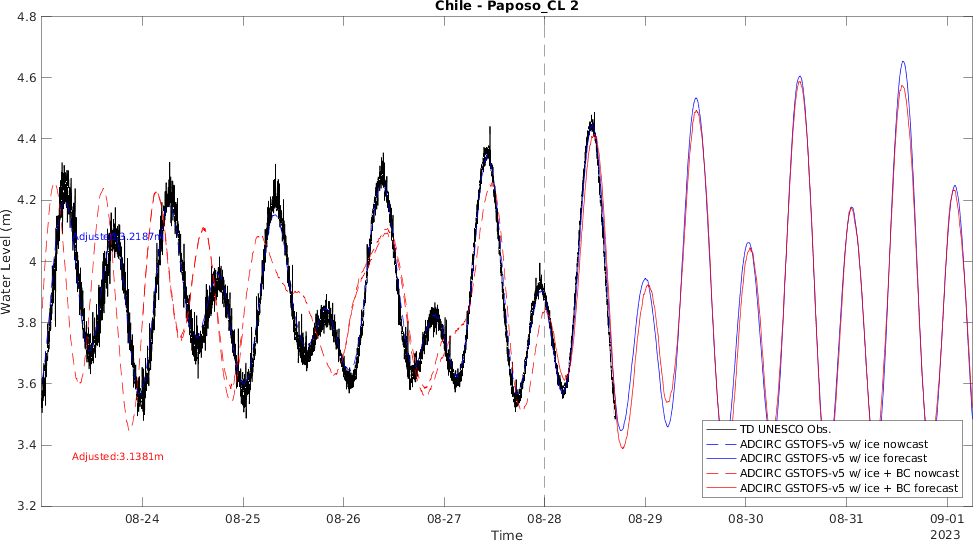 Chile - Paposo_CL 2
4.8
4.6
4.4
4.2
4
3.8
3.6
3.4
3.2
Water Level (m)
Adjusted:3.2187m
Adjusted:3.1381m
TD UNESCO Obs.
ADCIRC GSTOFS-v5 w/ ice nowcast
ADCIRC GSTOFS-v5 w/ ice forecast
ADCIRC GSTOFS-v5 w/ ice + BC nowcast
ADCIRC GSTOFS-v5 w/ ice + BC forecast
08-24 08-25 08-26 08-27 08-28 08-29 08-30 08-31 09-01
2023
Time